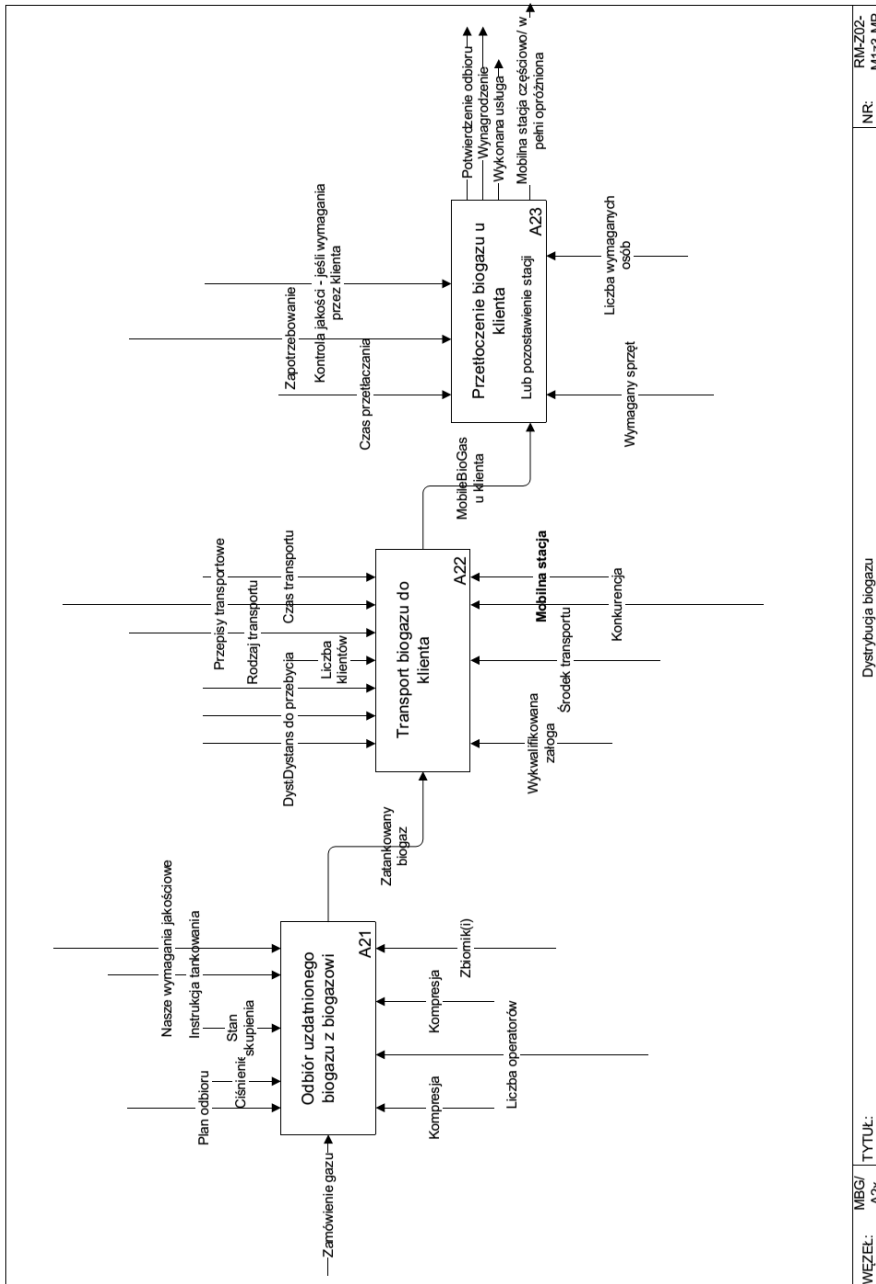 Zamówienie gazu
Plan odbioru
Ciśnienie
Stan
skupienia
Instrukcja tankowania
Nasze wymagania jakościowe
Odbiór uzdatnionego
biogazu z biogazowi
A21
Kompresja
Liczba operatorów
Kompresja
Zbiornik(i)
Zatankowany
biogaz
DystDystans do przebycia
Liczba
klientów
Rodzaj transportu
Przepisy transportowe
Czas transportu
Transport biogazu do
klienta
A22
Wykwalifikowana
załoga
Środek transportu
Mobilna stacja
Konkurencja
MobileBioGas
u klienta
Czas przetłaczania
Zapotrzebowanie
Kontrola jakości - jeśli wymagania
przez klienta
Przetłoczenie biogazu u
klienta
Lub pozostawienie stacji
A23
Wymagany sprzęt
Liczba wymaganych
osób
Potwierdzenie odbioru
Wynagrodzenie
Wykonana usługa
Mobilna stacja częściowo/ w
pełni opróżniona
WĘZEŁ:
MBG/
TYTUŁ:
Dystrybucja biogazu
NR:
RM-Z02-